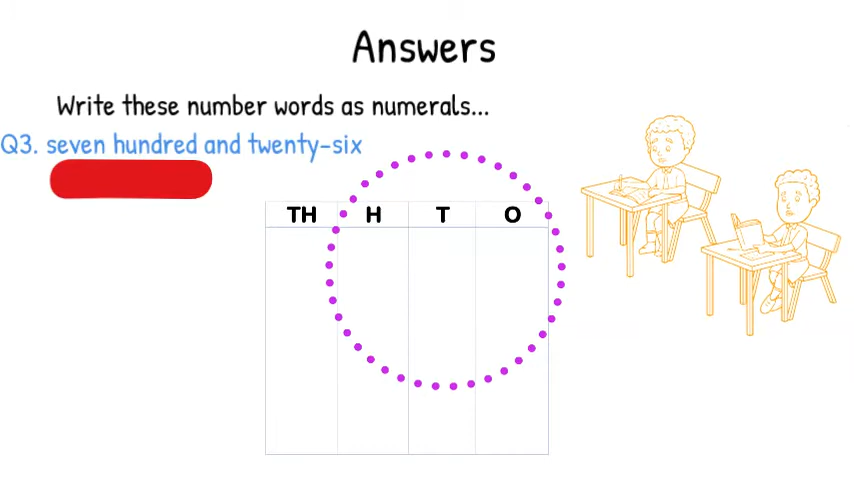 Answers
Write these number words as numerals...
Q3. seven hundred and twenty-six
TH H T O